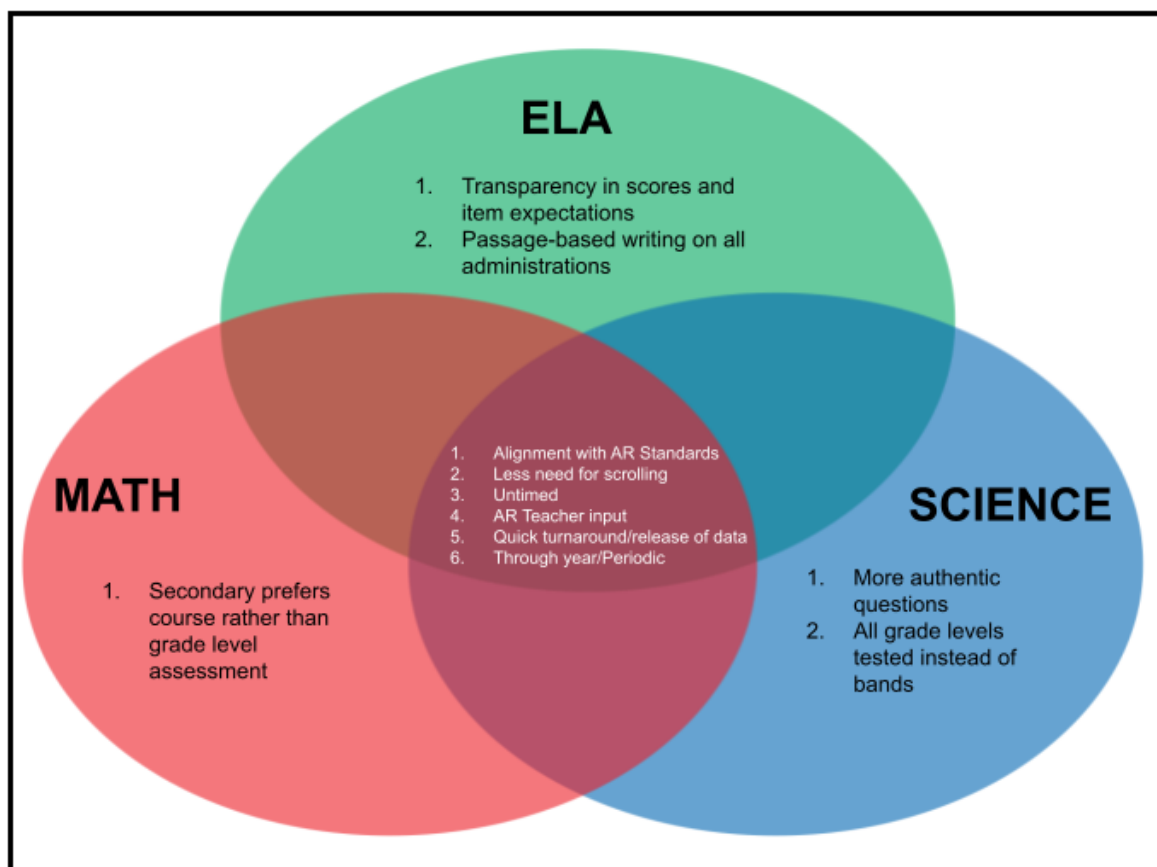 ELA
1. Transparency in scores and
item expectations
2. Passage-based writing on all
administrations
1. Alignment with AR Standards
2. Less need for scrolling
3. Untimed
4. AR Teacher input
5. Quick turnaround/release of data
6. Through year/Periodic
MATH
1. Secondary prefers
course rather than
grade level
assessment
SCIENCE
1. More authentic
questions
2. All grade levels
tested instead of
bands